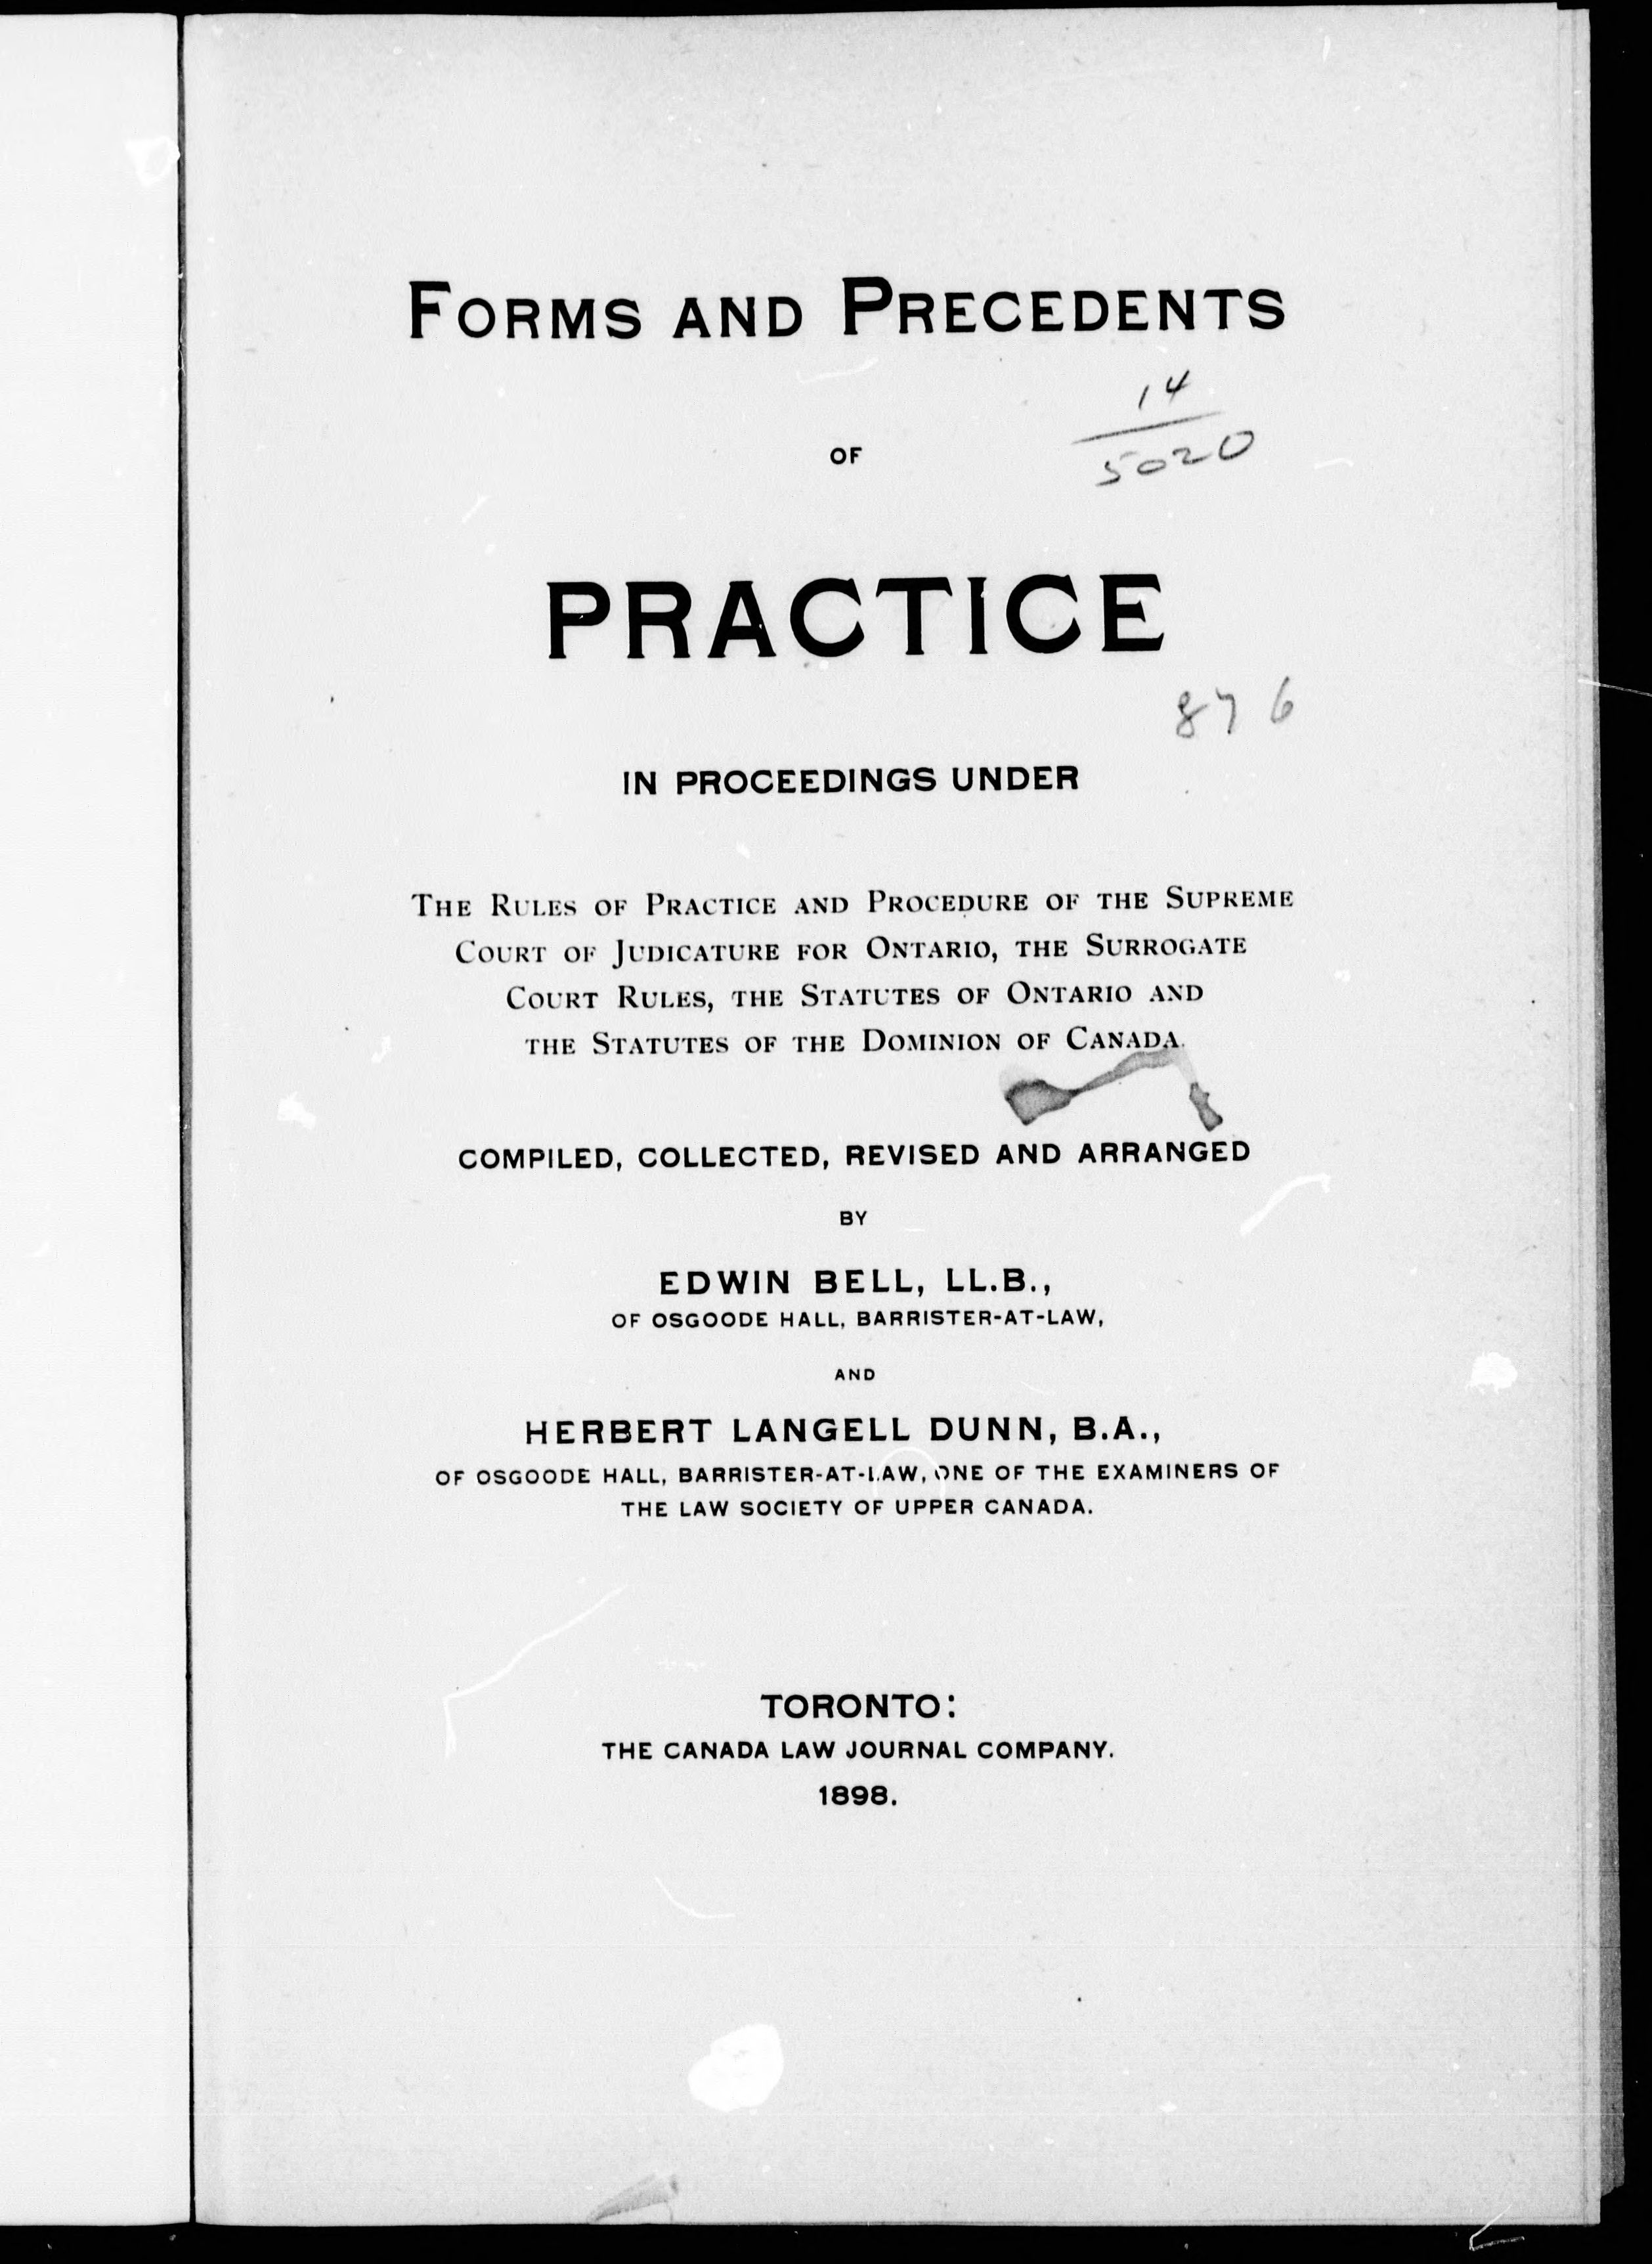 FORMS AND PRECEDENTS
14
OF
5020
PRACTICE
876
IN PROCEEDINGS UNDER
THE RULES OF PRACTICE AND PROCEDURE OF THE SUPREME
COURT OF JUDICATURE FOR ONTARIO, THE SURROGATE
COURT RULES, THE STATUTES OF ONTARIO AND
THE STATUTES OF THE DOMINION OF CANADA.
COMPILED, COLLECTED, REVISED AND ARRANGED
BY
EDWIN BELL, LL.B.,
OF OSGOODE HALL, BARRISTER-AT-LAW,
AND
HERBERT LANGELL DUNN, B.A.,
OF OSGOODE HALL, BARRISTER-AT-LAW, ONE OF THE EXAMINERS OF
THE LAW SOCIETY OF UPPER CANADA.
TORONTO:
THE CANADA LAW JOURNAL COMPANY.
1898.